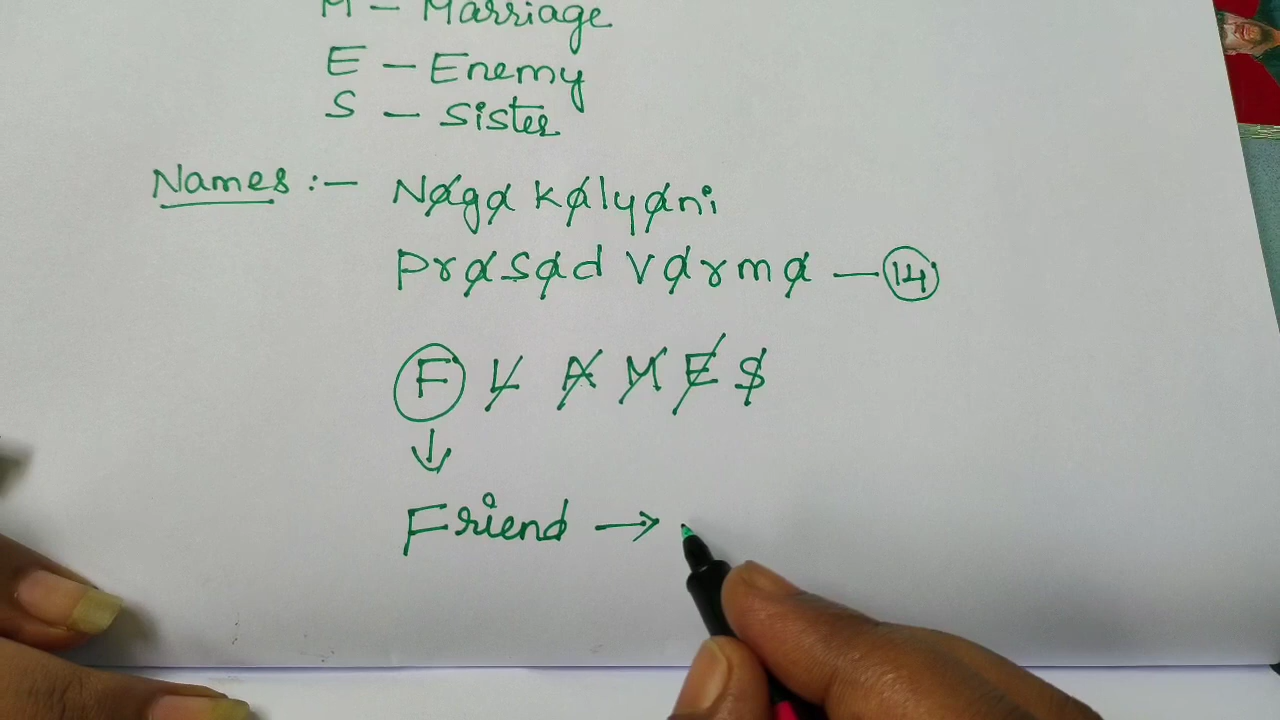 M - Marriage
E - Enemy
S - Sister
Names :- Naga kalyani
Prasad varma - 14
F L A M E S
↓
Friend →